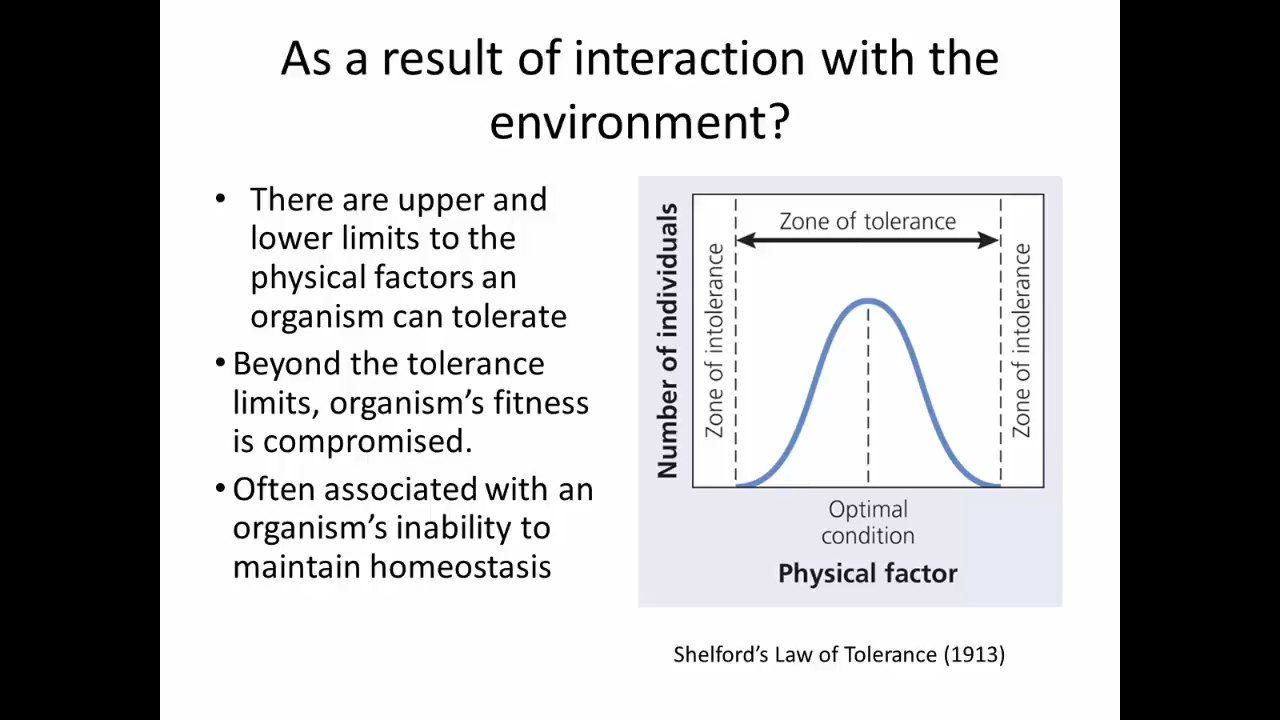 As a result of interaction with the
environment?
• There are upper and
lower limits to the
physical factors an
organism can tolerate
• Beyond the tolerance
limits, organism’s fitness
is compromised.
• Often associated with an
organism’s inability to
maintain homeostasis
Number of individuals
Zone of intolerance
Zone of tolerance
Zone of intolerance
Optimal
condition
Physical factor
Shelford’s Law of Tolerance (1913)